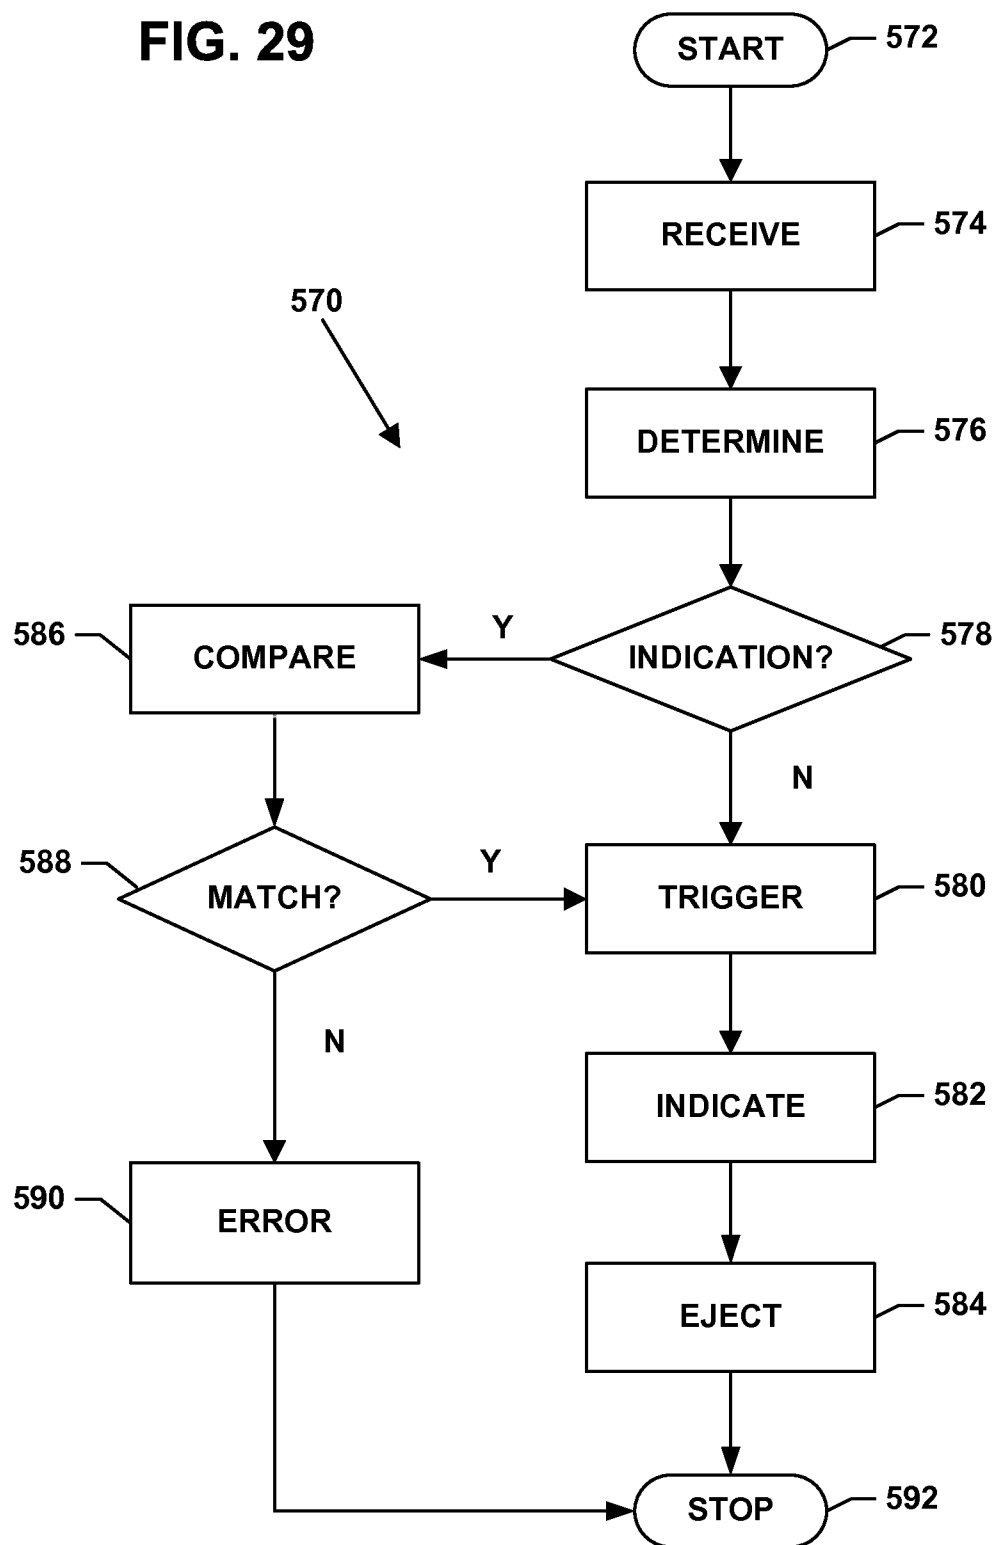 FIG. 29
START
572
RECEIVE
574
570
DETERMINE
576
586
COMPARE
Y
INDICATION?
578
N
588
MATCH?
Y
TRIGGER
580
N
INDICATE
582
590
ERROR
EJECT
584
STOP
592